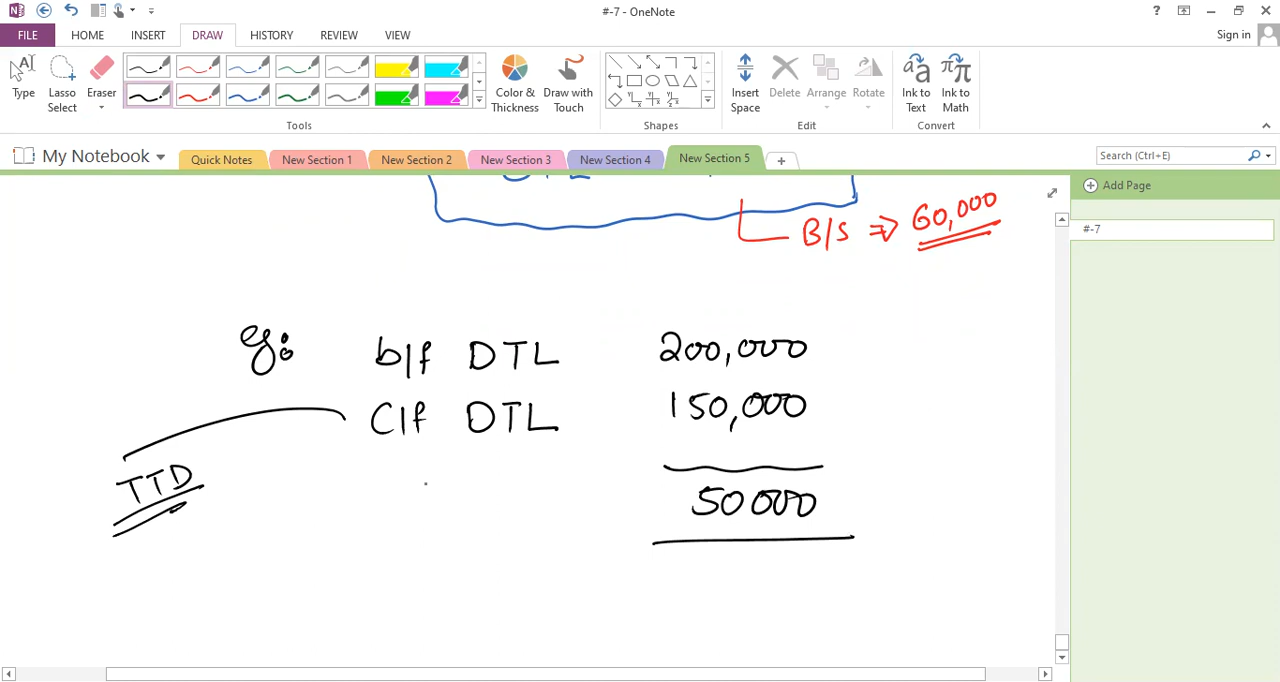 #-7 - OneNote
Sign in
FILE HOME INSERT DRAW HISTORY REVIEW VIEW
Type
Lasso Select
Eraser
Color & Thickness
Draw with Touch
Insert Space
Delete
Arrange
Rotate
Ink to Text
Ink to Math
Tools
Shapes
Edit
Convert
My Notebook
Quick Notes
New Section 1
New Section 2
New Section 3
New Section 4
New Section 5
Search (Ctrl+E)
Add Page
#-7
B/S ⇒ 60,000
eg:
b/f DTL 200,000
C/f DTL 150,000
TTD
50000